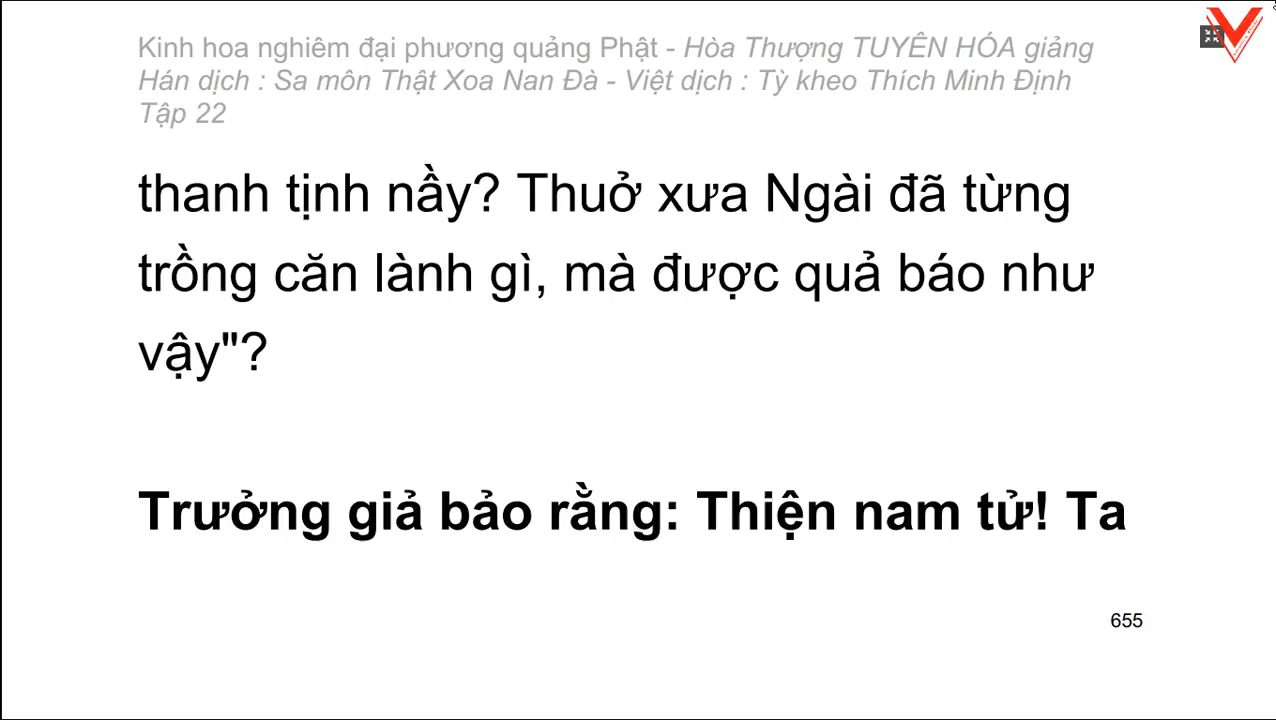 Kinh hoa nghiêm đại phương quảng Phật - Hòa Thượng TUYÊN HÓA giảng
Hán dịch : Sa môn Thật Xoa Nan Đà - Việt dịch : Tỳ kheo Thích Minh Định
Tập 22
thanh tịnh nầy? Thuở xưa Ngài đã từng
trồng căn lành gì, mà được quả báo như
vậy"?
Trưởng giả bảo rằng: Thiện nam tử! Ta
655